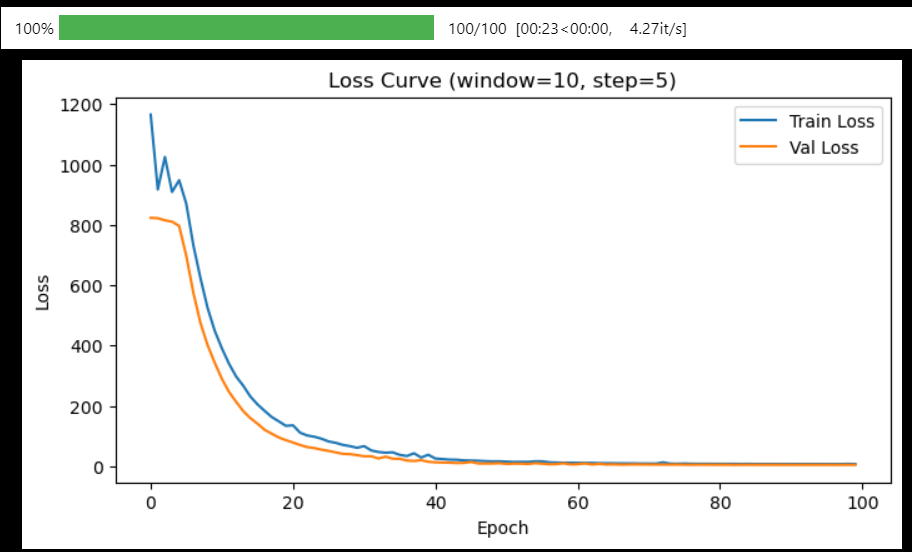 100% 100/100 [00:23<00:00, 4.27it/s]
Loss Curve (window=10, step=5)
1200
1000
800
600
400
200
0
Loss
Train Loss
Val Loss
0 20 40 60 80 100
Epoch